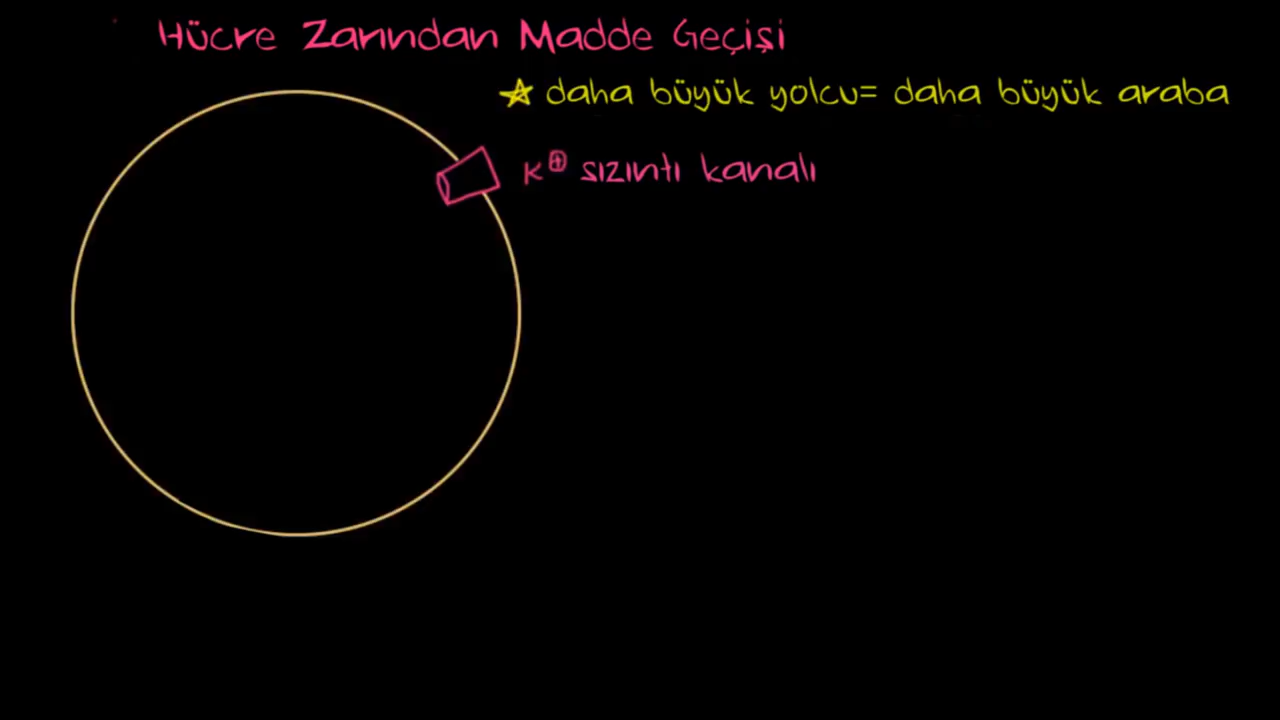 Hücre Zarından Madde Geçişi
☆ daha büyük yolcu= daha büyük araba
K⊕ sızıntı kanalı